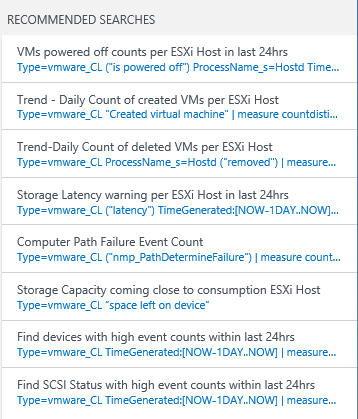 RECOMMENDED SEARCHES
VMs powered off counts per ESXi Host in last 24hrs
Type=vmware_CL ("is powered off") ProcessName_s=Hostd Time...
Trend - Daily Count of created VMs per ESXi Host
Type=vmware_CL "Created virtual machine" | measure countdisti...
Trend-Daily Count of deleted VMs per ESXi Host
Type=vmware_CL ProcessName_s=Hostd ("removed") | measure...
Storage Latency warning per ESXi Host in last 24hrs
Type=vmware_CL ("latency") TimeGenerated:[NOW-1DAY..NOW]...
Computer Path Failure Event Count
Type=vmware_CL ("nmp_PathDetermineFailure") | measure count...
Storage Capacity coming close to consumption ESXi Host
Type=vmware_CL "space left on device"
Find devices with high event counts within last 24hrs
Type=vmware_CL TimeGenerated:[NOW-1DAY..NOW] | measure...
Find SCSI Status with high event counts within last 24hrs
Type=vmware_CL TimeGenerated:[NOW-1DAY..NOW] | measure...